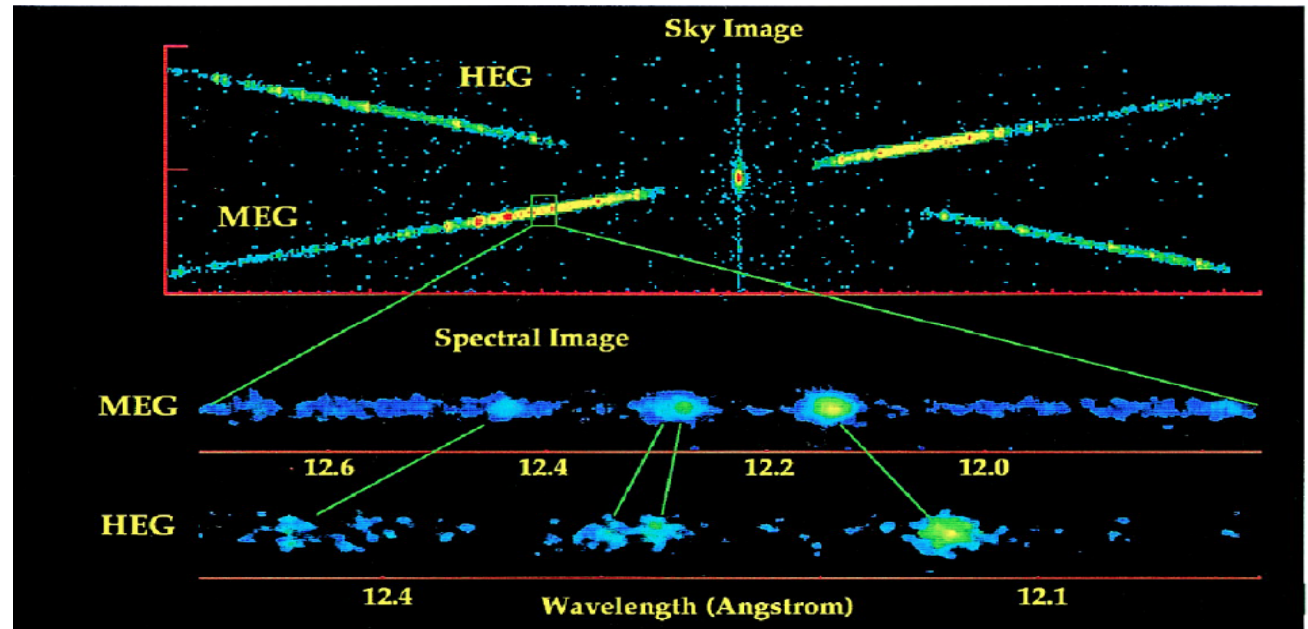 Sky Image
HEG
MEG
Spectral Image
MEG
12.6 12.4 12.2 12.0
HEG
12.4 Wavelength (Angstrom) 12.1